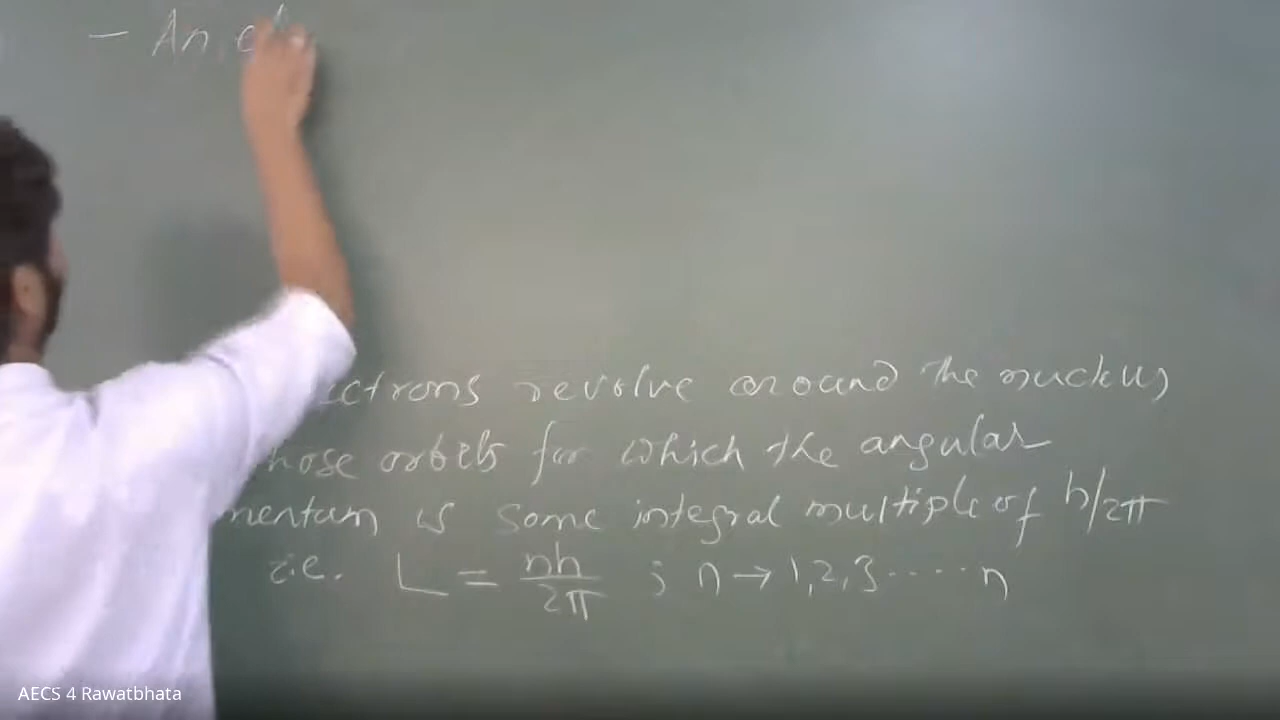 — An
ctrons revolve around the nucleus
hose orbits for which the angular
mentum is some integral multiple of h/2π
i.e. L = nh/2π ; n → 1,2,3 ····· n
AECS 4 Rawatbhata